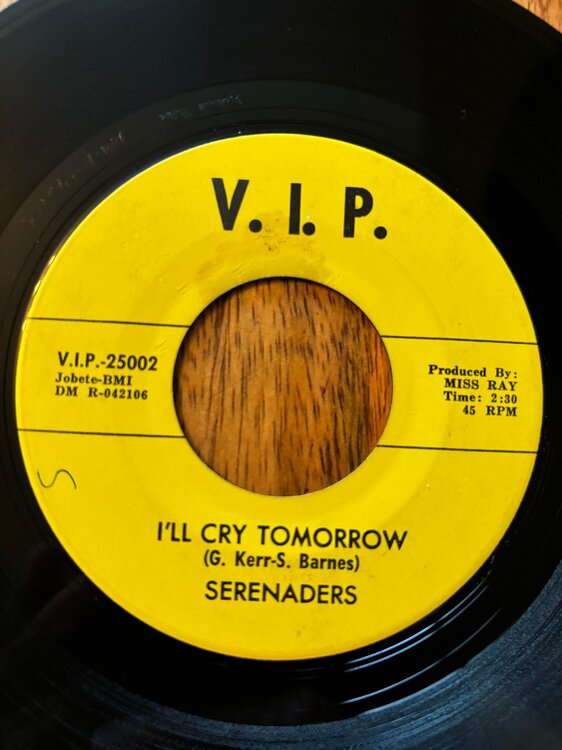 V. I. P.
V.I.P.-25002
Jobete-BMI
DM R-042106
Produced By:
MISS RAY
Time: 2:30
45 RPM
I'LL CRY TOMORROW
(G. Kerr-S. Barnes)
SERENADERS